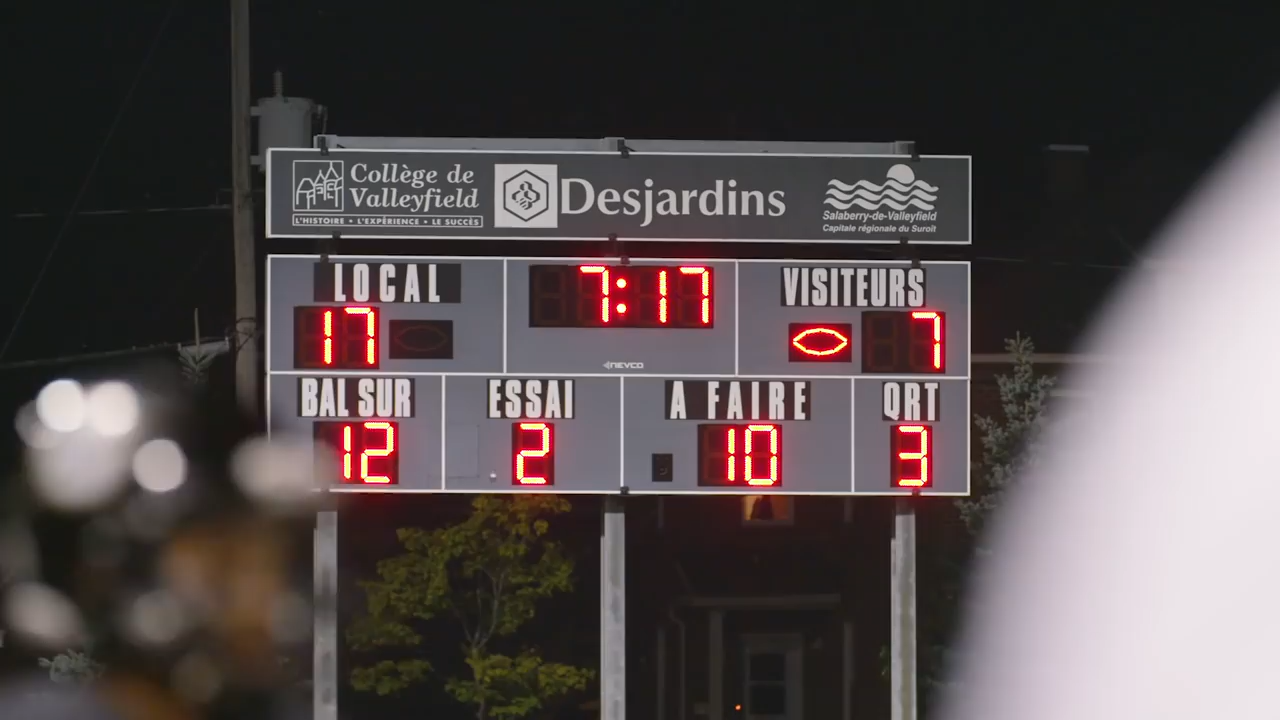 Collège de
Valleyfield
L'HISTOIRE • L'EXPÉRIENCE • LE SUCCÈS
Desjardins
Salaberry-de-Valleyfield
Capitale régionale du Suroît
LOCAL
7:17
VISITEURS
17
7
NEVCO
BAL SUR
ESSAI
A FAIRE
QRT
12
2
10
3